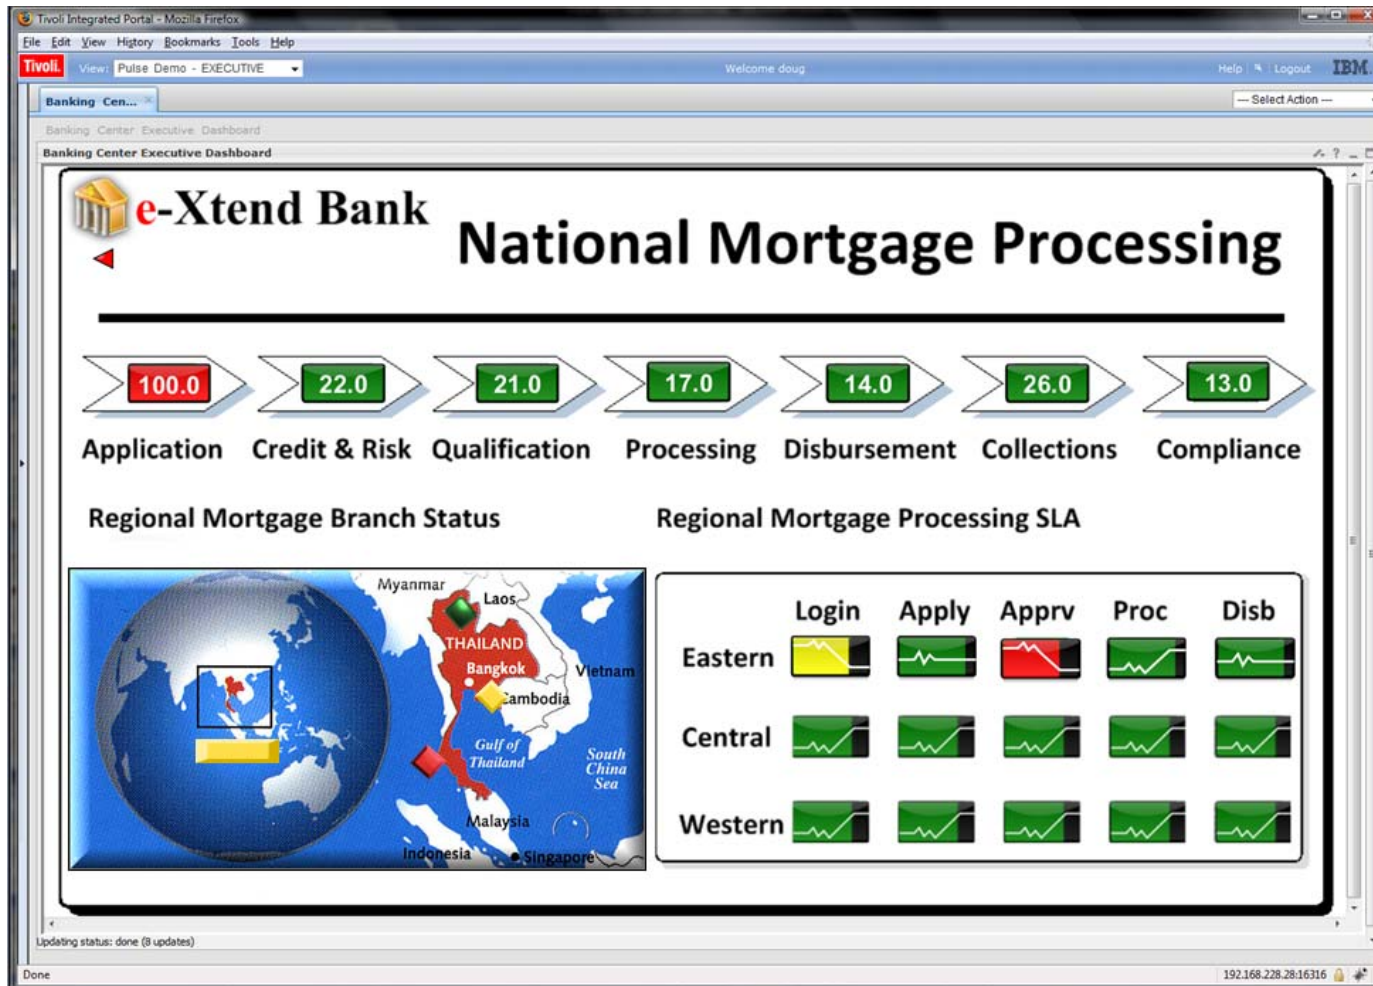 Tivoli Integrated Portal - Mozilla Firefox
File Edit View History Bookmarks Tools Help
Tivoli. View: Pulse Demo - EXECUTIVE Welcome doug Help Logout IBM.
Banking Cen... --- Select Action ---
Banking Center Executive Dashboard
Banking Center Executive Dashboard
e-Xtend Bank
National Mortgage Processing
100.0 22.0 21.0 17.0 14.0 26.0 13.0
Application Credit & Risk Qualification Processing Disbursement Collections Compliance
Regional Mortgage Branch Status
Regional Mortgage Processing SLA
Myanmar
Laos
THAILAND
Bangkok
Vietnam
Cambodia
Gulf of
Thailand
South
China
Sea
Malaysia
Indonesia
Singapore
Login Apply Apprv Proc Disb
Eastern
Central
Western
Updating status: done (8 updates)
Done 192.168.228.28:16316